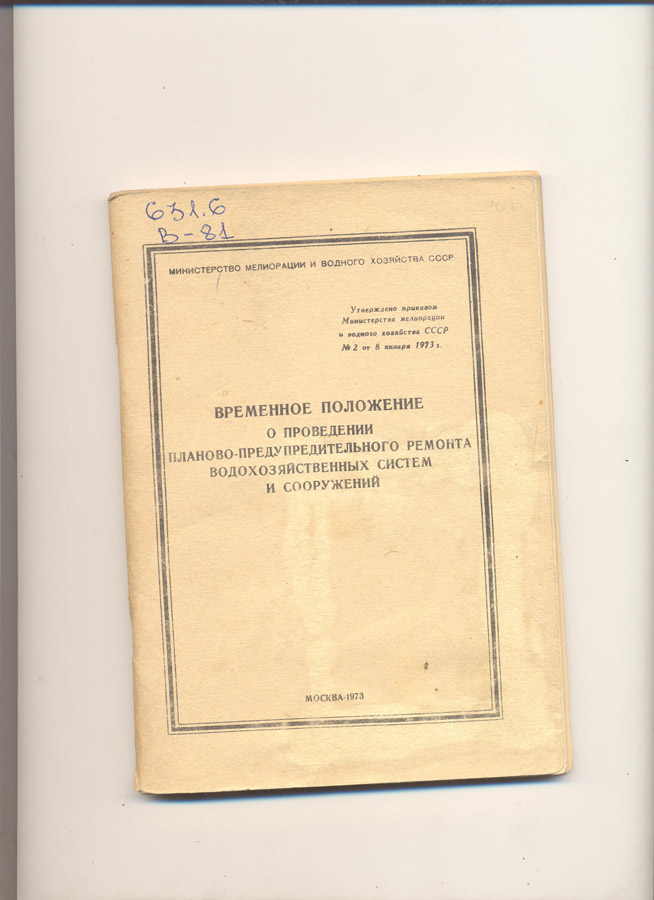 631.6
В-81
МИНИСТЕРСТВО МЕЛИОРАЦИИ И ВОДНОГО ХОЗЯЙСТВА СССР
Утверждено приказом
Министерства мелиорации
и водного хозяйства СССР
№ 2 от 8 января 1973 г.
ВРЕМЕННОЕ ПОЛОЖЕНИЕ
О ПРОВЕДЕНИИ
ПЛАНОВО-ПРЕДУПРЕДИТЕЛЬНОГО РЕМОНТА
ВОДОХОЗЯЙСТВЕННЫХ СИСТЕМ
И СООРУЖЕНИЙ
МОСКВА-1973